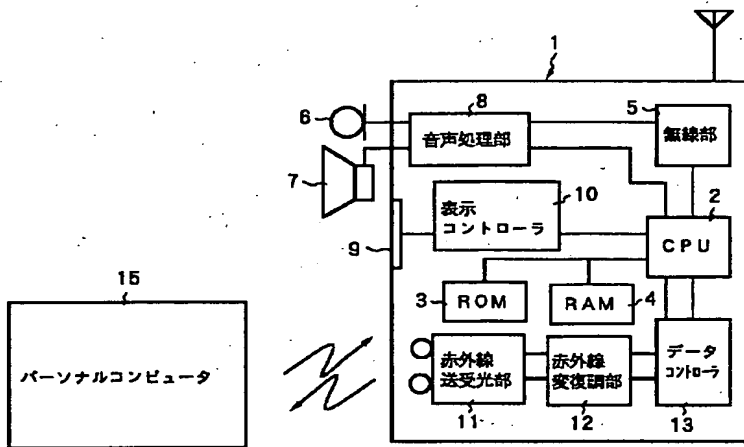 1
8
5
6
音声処理部
無線部
7
10
2
表示
コントローラ
CPU
9
15
3
ROM
RAM
4
パーソナルコンピュータ
赤外線
送受光部
赤外線
変復調部
データ
コントローラ
11
12
13